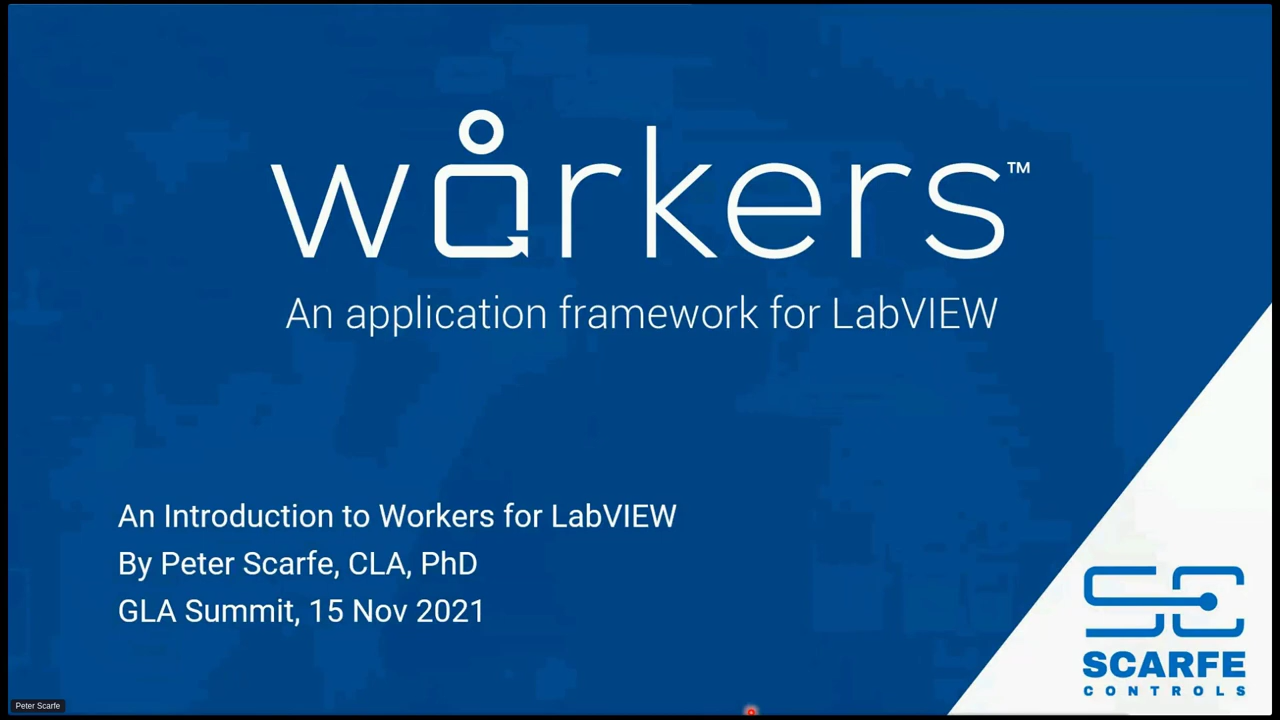 workers™
An application framework for LabVIEW
An Introduction to Workers for LabVIEW
By Peter Scarfe, CLA, PhD
GLA Summit, 15 Nov 2021
SC
SCARFE
CONTROLS
Peter Scarfe